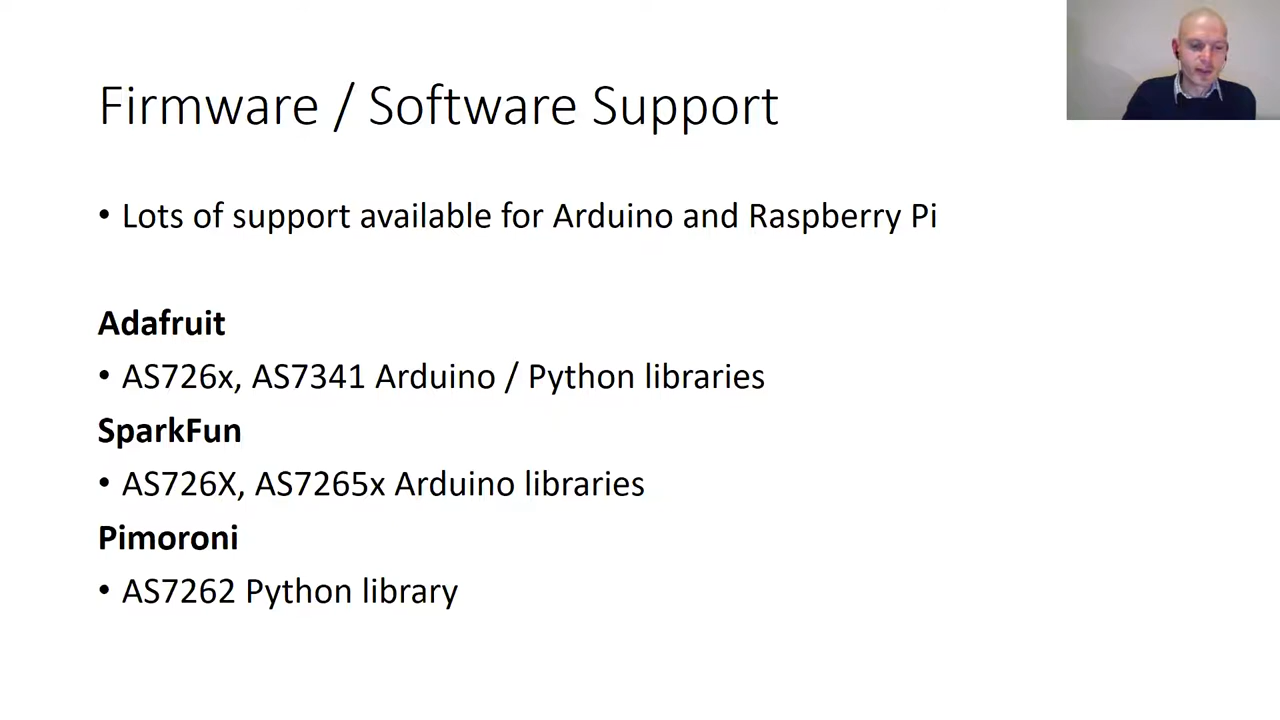 Firmware / Software Support
• Lots of support available for Arduino and Raspberry Pi
Adafruit
• AS726x, AS7341 Arduino / Python libraries
SparkFun
• AS726X, AS7265x Arduino libraries
Pimoroni
• AS7262 Python library